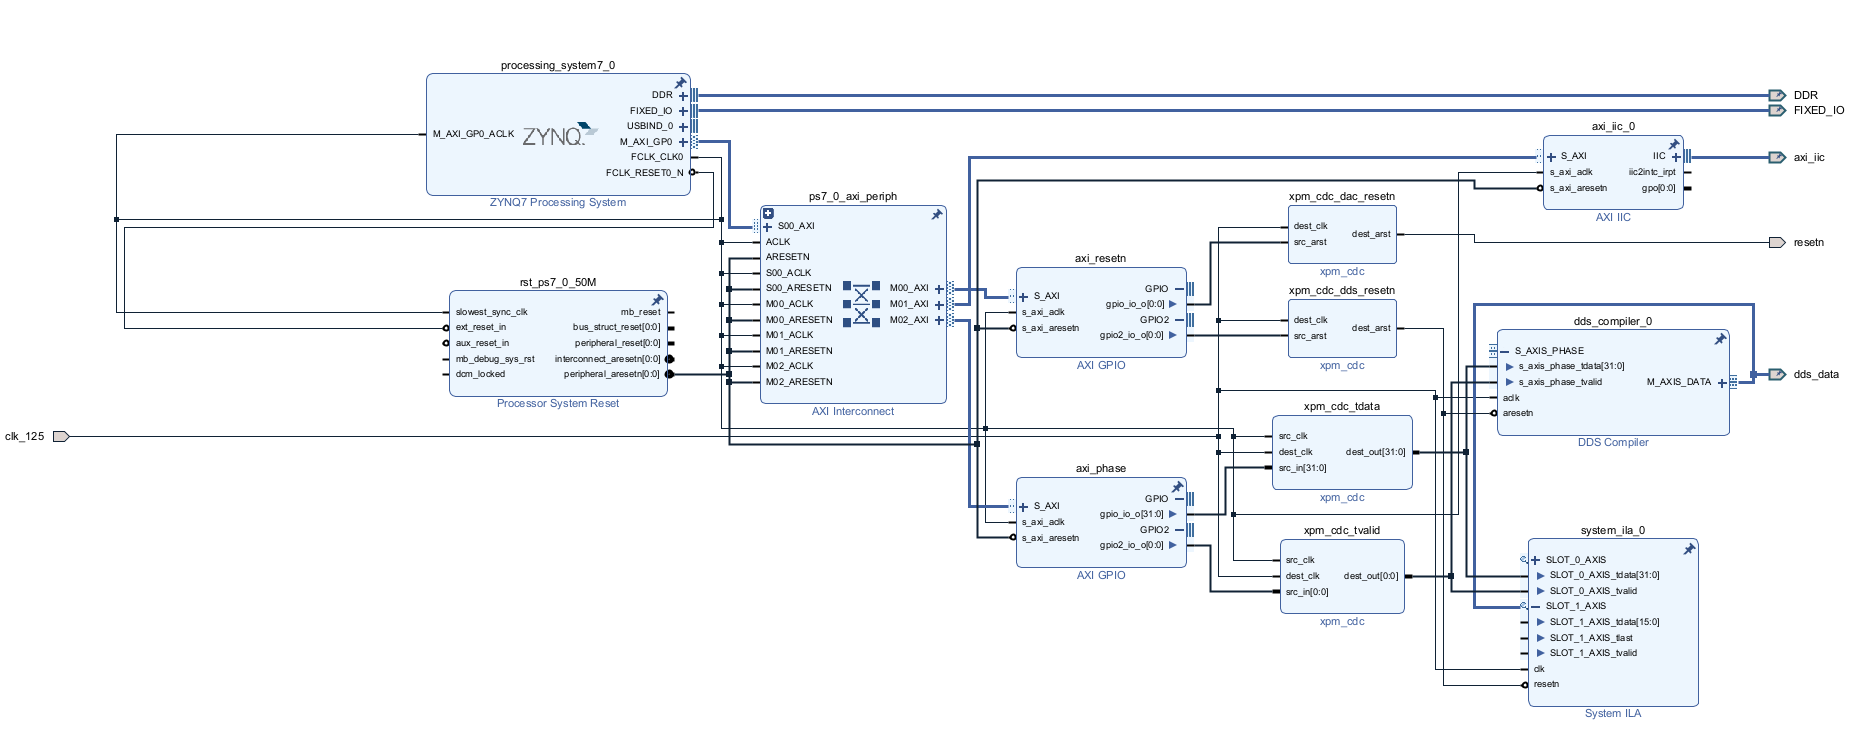 processing_system7_0
M_AXI_GP0_ACLK
ZYNQ
DDR
FIXED_IO
USBIND_0
M_AXI_GP0
FCLK_CLK0
FCLK_RESET0_N
ZYNQ7 Processing System
rst_ps7_0_50M
slowest_sync_clk
ext_reset_in
aux_reset_in
mb_debug_sys_rst
dcm_locked
mb_reset
bus_struct_reset[0:0]
peripheral_reset[0:0]
interconnect_aresetn[0:0]
peripheral_aresetn[0:0]
Processor System Reset
clk_125
ps7_0_axi_periph
S00_AXI
ACLK
ARESETN
S00_ACLK
S00_ARESETN
M00_ACLK
M00_ARESETN
M01_ACLK
M01_ARESETN
M02_ACLK
M02_ARESETN
M00_AXI
M01_AXI
M02_AXI
AXI Interconnect
axi_resetn
S_AXI
s_axi_aclk
s_axi_aresetn
GPIO
gpio_io_o[0:0]
GPIO2
gpio2_io_o[0:0]
AXI GPIO
axi_phase
S_AXI
s_axi_aclk
s_axi_aresetn
GPIO
gpio_io_o[31:0]
GPIO2
gpio2_io_o[0:0]
AXI GPIO
xpm_cdc_dac_resetn
dest_clk
src_arst
dest_arst
xpm_cdc
xpm_cdc_dds_resetn
dest_clk
src_arst
dest_arst
xpm_cdc
xpm_cdc_tdata
src_clk
dest_clk
src_in[31:0]
dest_out[31:0]
xpm_cdc
xpm_cdc_tvalid
src_clk
dest_clk
src_in[0:0]
dest_out[0:0]
xpm_cdc
axi_iic_0
S_AXI
s_axi_aclk
s_axi_aresetn
IIC
iic2intc_irpt
gpo[0:0]
AXI IIC
dds_compiler_0
S_AXIS_PHASE
s_axis_phase_tdata[31:0]
s_axis_phase_tvalid
aclk
aresetn
M_AXIS_DATA
DDS Compiler
system_ila_0
SLOT_0_AXIS
SLOT_0_AXIS_tdata[31:0]
SLOT_0_AXIS_tvalid
SLOT_1_AXIS
SLOT_1_AXIS_tdata[15:0]
SLOT_1_AXIS_tlast
SLOT_1_AXIS_tvalid
clk
resetn
System ILA
DDR
FIXED_IO
axi_iic
resetn
dds_data